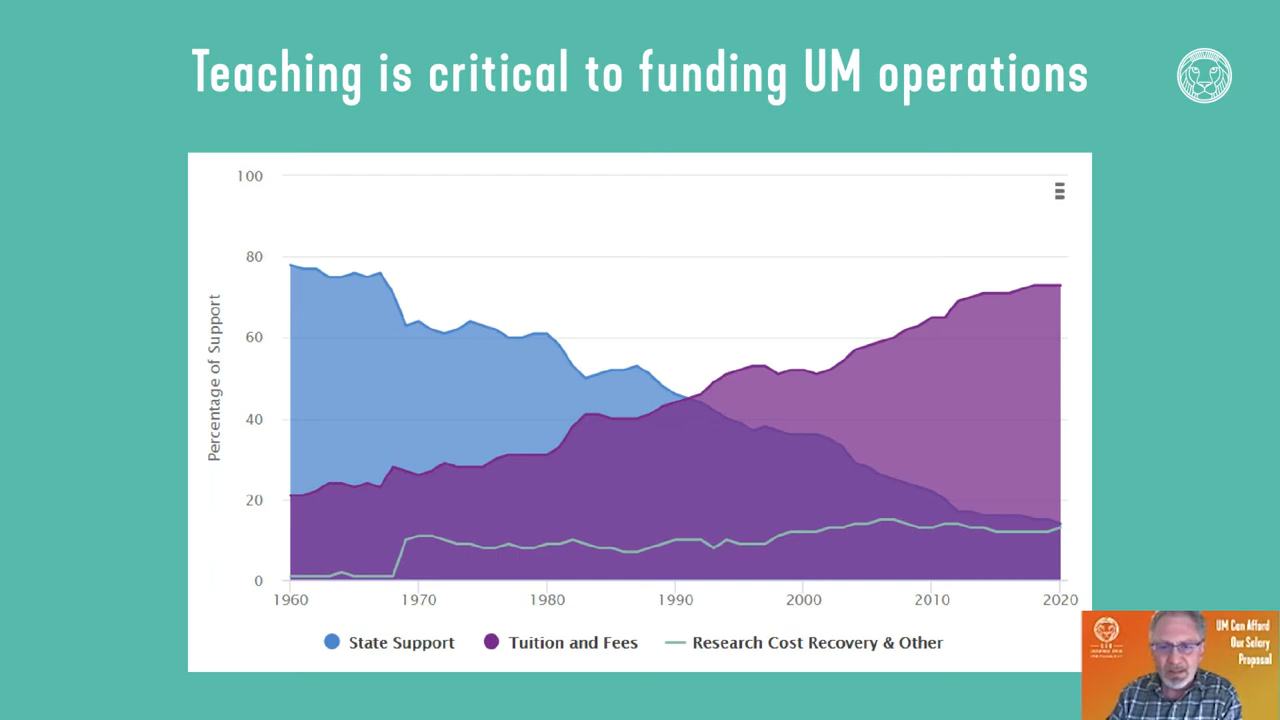 Teaching is critical to funding UM operations
100
80
60
40
20
0
Percentage of Support
1960 1970 1980 1990 2000 2010 2020
State Support Tuition and Fees Research Cost Recovery & Other
UM Can Afford
Our Salary
Proposal